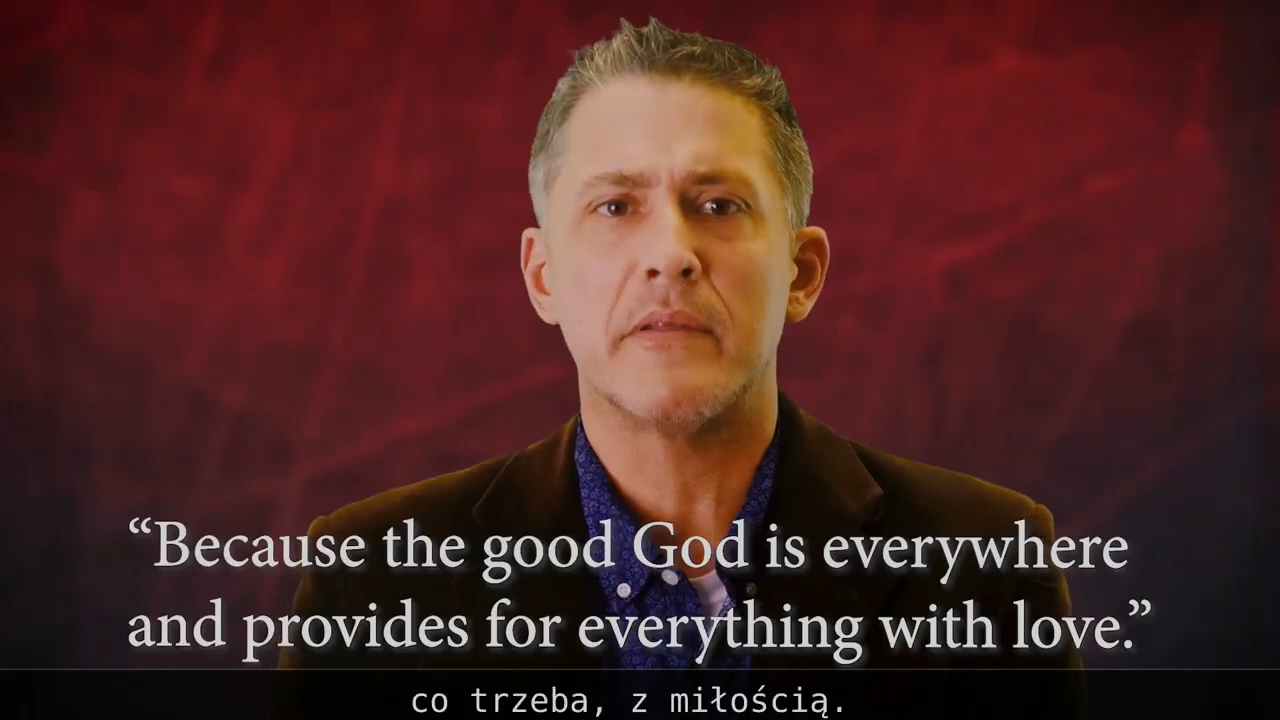 “Because the good God is everywhere
and provides for everything with love.”
co trzeba, z miłością.